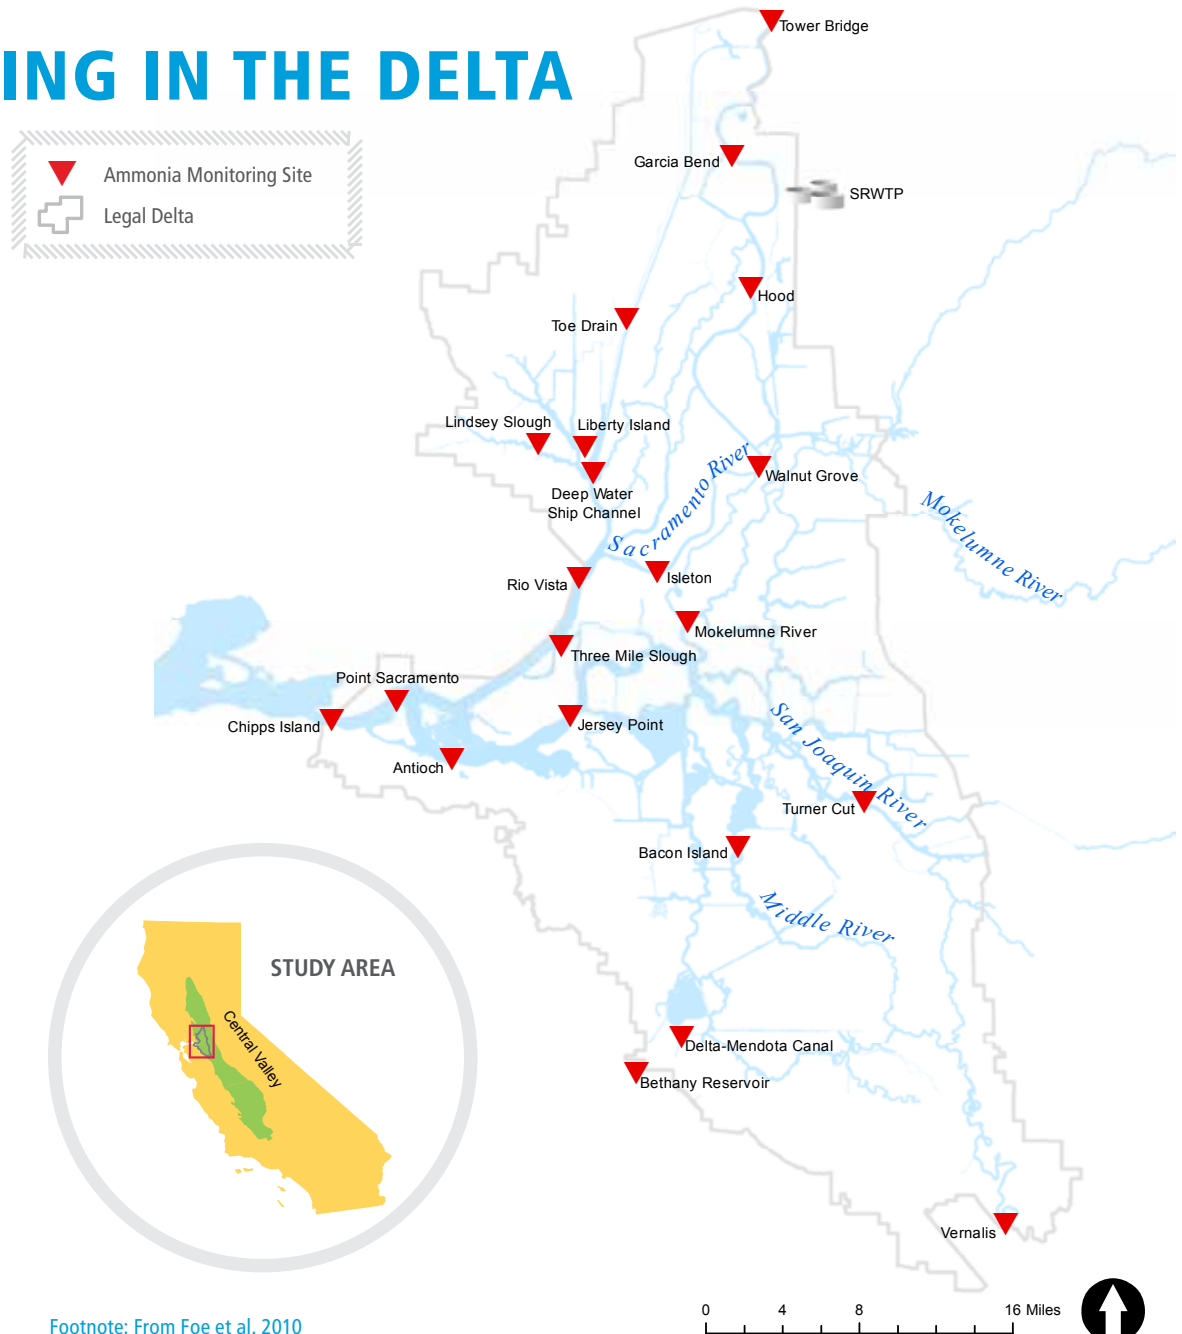 Tower Bridge
ING IN THE DELTA
Garcia Bend
Ammonia Monitoring Site
SRWTP
Legal Delta
Hood
Toe Drain
Lindsey Slough
Liberty Island
Sacramento River
Walnut Grove
Deep Water
Ship Channel
Mokelumne River
Isleton
Rio Vista
Mokelumne River
Three Mile Slough
Point Sacramento
San Joaquin River
Chipps Island
Jersey Point
Antioch
Turner Cut
Bacon Island
Middle River
STUDY AREA
Central Valley
Delta-Mendota Canal
Bethany Reservoir
Vernalis
0 4 8 16 Miles
Footnote: From Foe et al. 2010